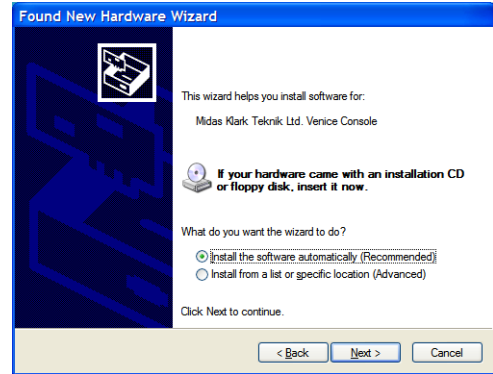 Found New Hardware Wizard
This wizard helps you install software for:
Midas Klark Teknik Ltd. Venice Console
If your hardware came with an installation CD
or floppy disk, insert it now.
What do you want the wizard to do?
Install the software automatically (Recommended)
Install from a list or specific location (Advanced)
Click Next to continue.
< Back Next > Cancel